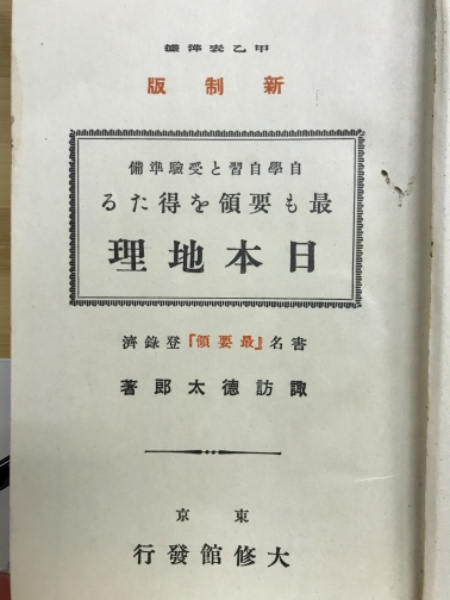 甲乙表準據
新制版
自學自習と受驗準備
最も要領を得たる
日本地理
書名『最要領』登錄濟
諏訪德太郎著
東京
大修館發行